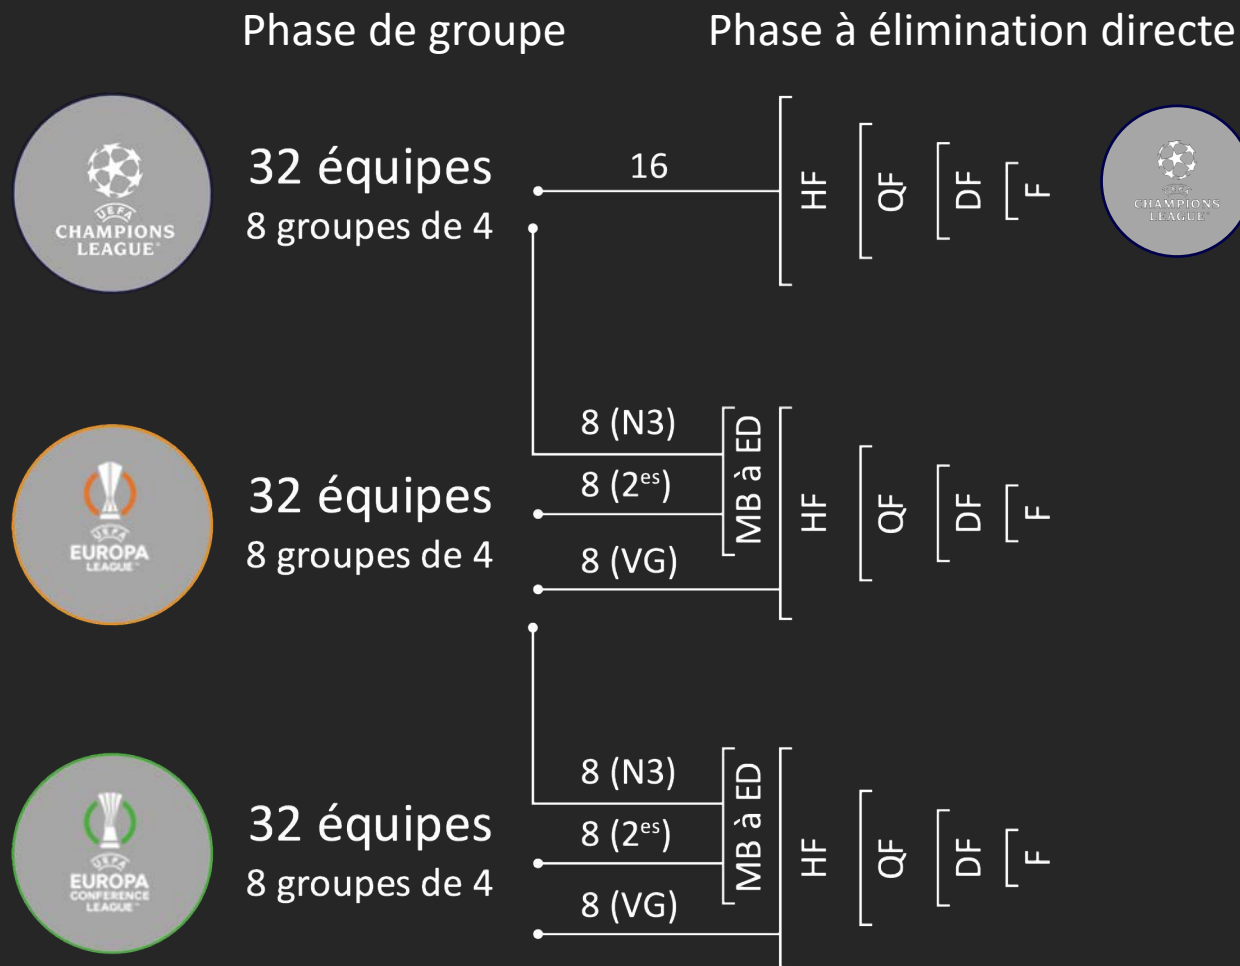 Phase de groupe
Phase à élimination directe
UEFA
CHAMPIONS
LEAGUE
32 équipes
8 groupes de 4
16
HF
QF
DF
F
UEFA
CHAMPIONS
LEAGUE
UEFA
EUROPA
LEAGUE
32 équipes
8 groupes de 4
8 (N3)
8 (2es)
8 (VG)
MB à ED
HF
QF
DF
F
UEFA
EUROPA
CONFERENCE
LEAGUE
32 équipes
8 groupes de 4
8 (N3)
8 (2es)
8 (VG)
MB à ED
HF
QF
DF
F